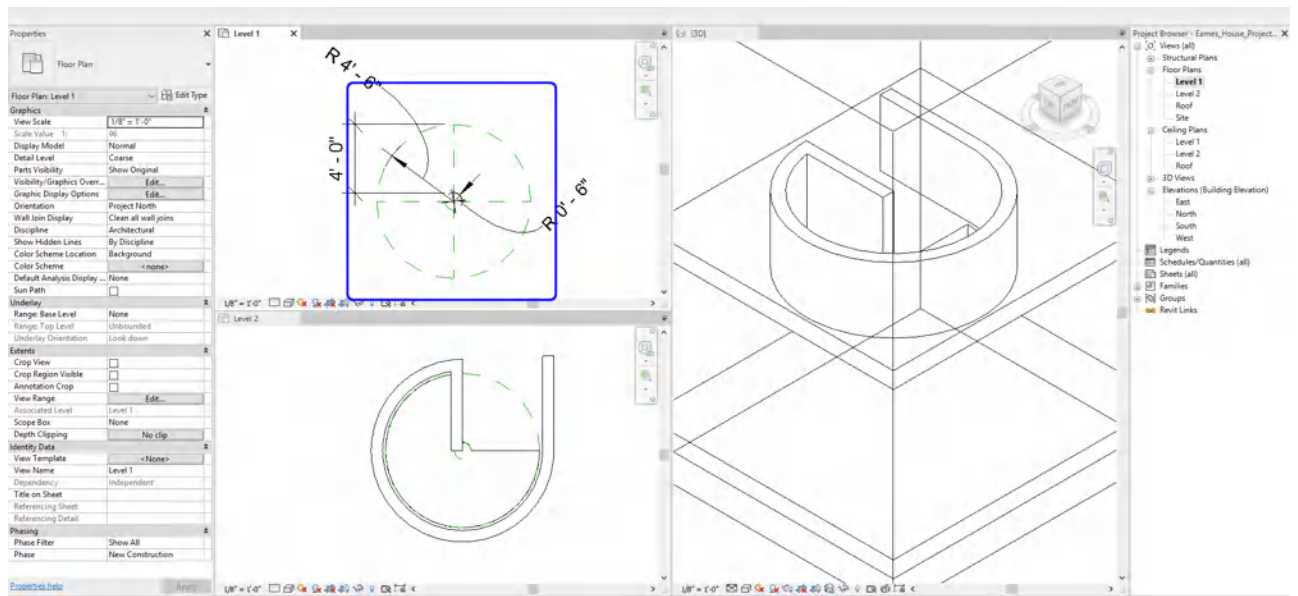 Properties
Floor Plan
Floor Plan: Level 1
Edit Type
Graphics
View Scale 1/8" = 1'-0"
Scale Value 1: 96
Display Model Normal
Detail Level Coarse
Parts Visibility Show Original
Visibility/Graphics Overr... Edit...
Graphic Display Options Edit...
Orientation Project North
Wall Join Display Clean all wall joins
Discipline Architectural
Show Hidden Lines By Discipline
Color Scheme Location Background
Color Scheme <none>
Default Analysis Display ... None
Sun Path
Underlay
Range: Base Level None
Range: Top Level Unbounded
Underlay Orientation Look down
Extents
Crop View
Crop Region Visible
Annotation Crop
View Range Edit...
Associated Level Level 1
Scope Box None
Depth Clipping No clip
Identity Data
View Template <None>
View Name Level 1
Dependency Independent
Title on Sheet
Referencing Sheet
Referencing Detail
Phasing
Phase Filter Show All
Phase New Construction
Properties help
Apply
Level 1
R 4' - 6"
4' - 0"
R 0' - 6"
1/8" = 1'-0"
Level 2
1/8" = 1'-0"
{3D}
1/8" = 1'-0"
Project Browser - Eames_House_Project...
Views (all)
Structural Plans
Floor Plans
Level 1
Level 2
Roof
Site
Ceiling Plans
Level 1
Level 2
Roof
3D Views
Elevations (Building Elevation)
East
North
South
West
Legends
Schedules/Quantities (all)
Sheets (all)
Families
Groups
Revit Links